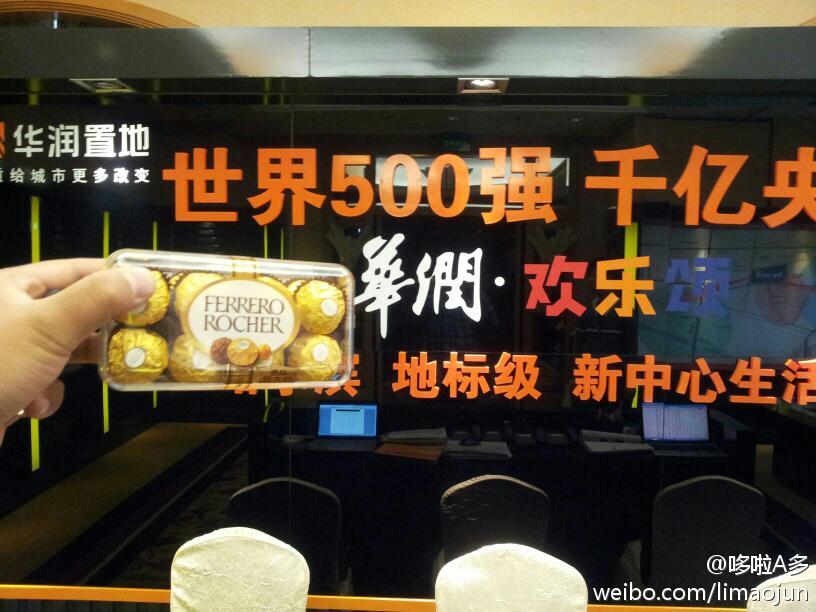 华润置地
给城市更多改变
世界500强 千亿央
華潤·欢乐颂
FERRERO
ROCHER
滨 地标级 新中心生活
@哆啦A多
weibo.com/limaojun